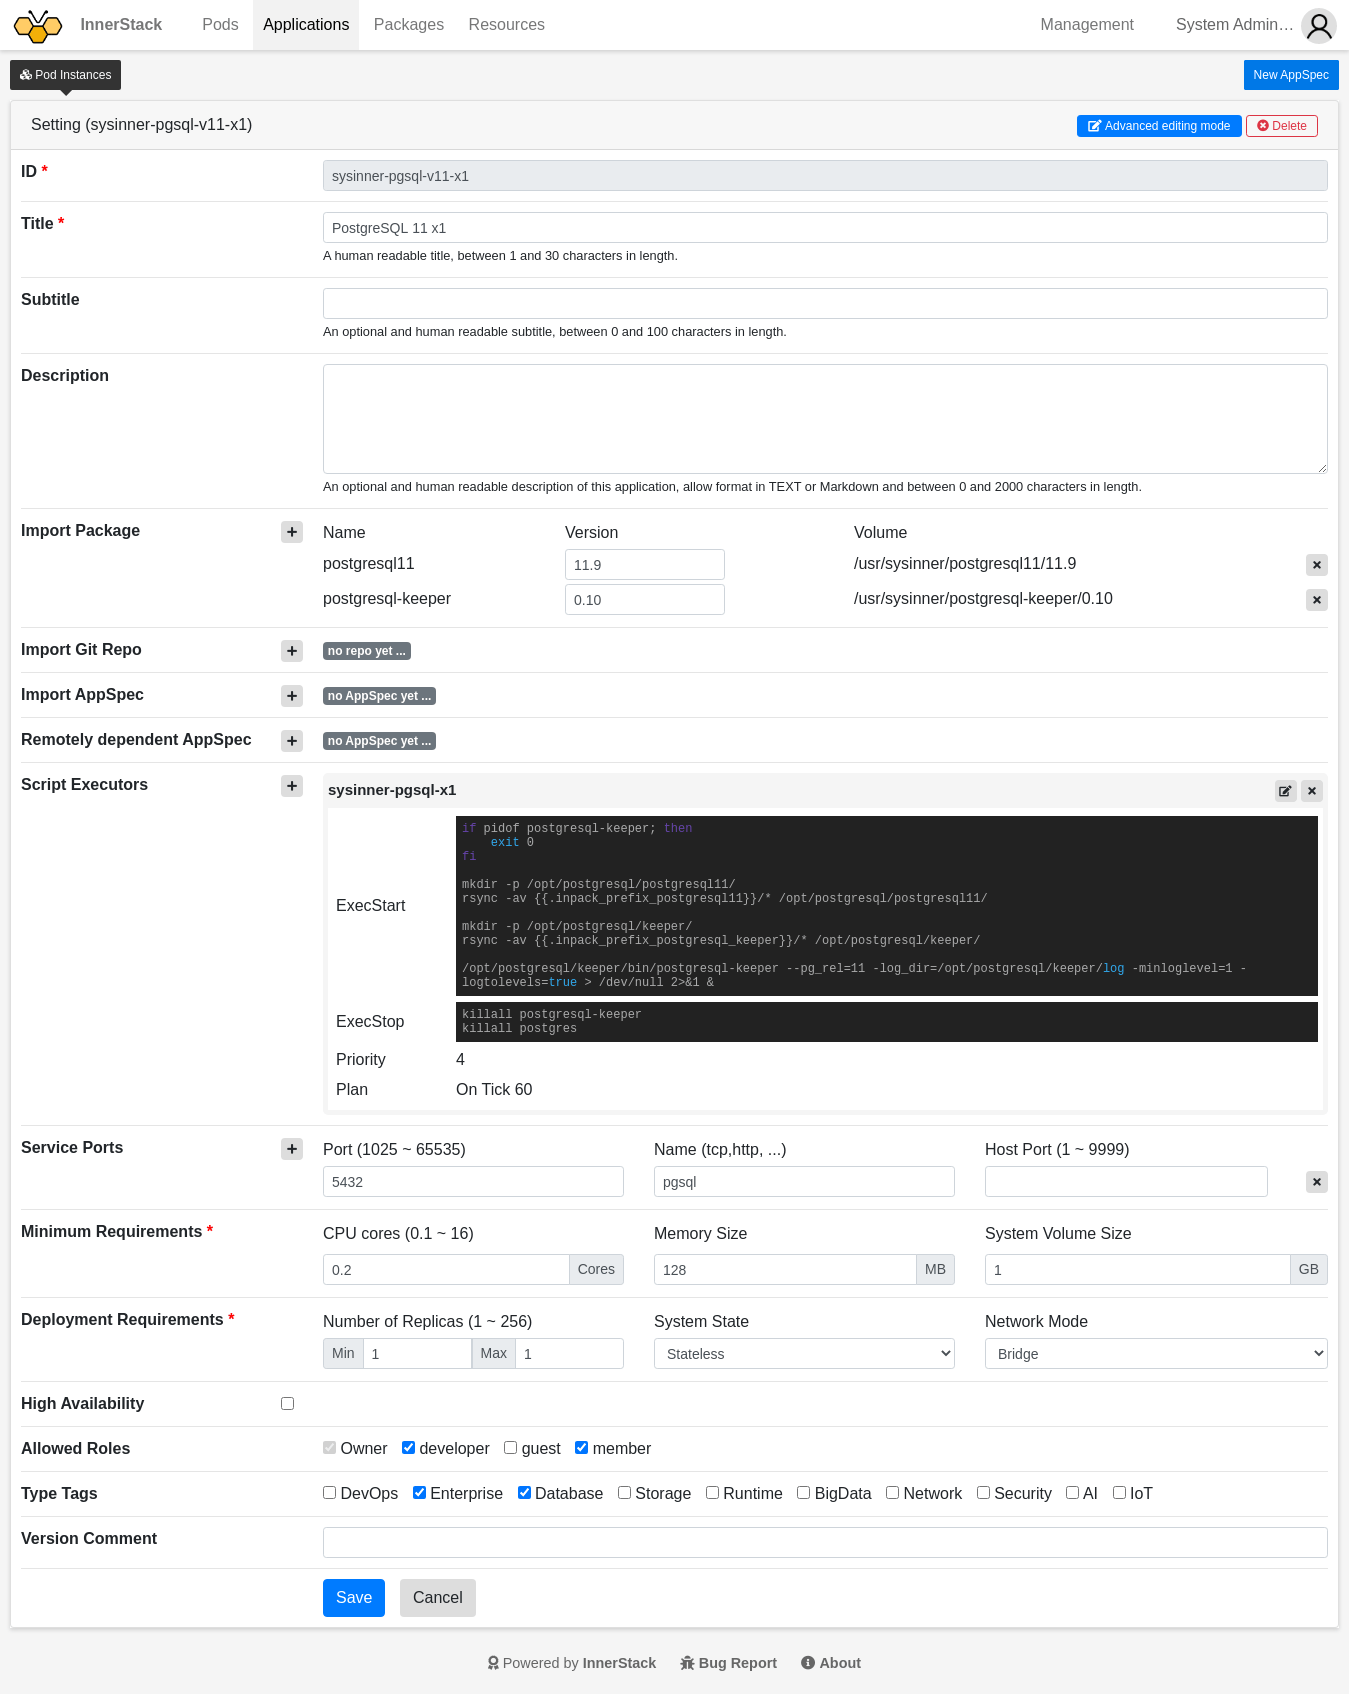 InnerStack Pods Applications Packages Resources Management System Admin…
Pod Instances New AppSpec
Setting (sysinner-pgsql-v11-x1) Advanced editing mode Delete
ID * sysinner-pgsql-v11-x1
Title * PostgreSQL 11 x1
A human readable title, between 1 and 30 characters in length.
Subtitle
An optional and human readable subtitle, between 0 and 100 characters in length.
Description
An optional and human readable description of this application, allow format in TEXT or Markdown and between 0 and 2000 characters in length.
Import Package Name Version Volume
postgresql11 11.9 /usr/sysinner/postgresql11/11.9
postgresql-keeper 0.10 /usr/sysinner/postgresql-keeper/0.10
Import Git Repo no repo yet ...
Import AppSpec no AppSpec yet ...
Remotely dependent AppSpec no AppSpec yet ...
Script Executors sysinner-pgsql-x1
ExecStart
if pidof postgresql-keeper; then
exit 0
fi
mkdir -p /opt/postgresql/postgresql11/
rsync -av {{.inpack_prefix_postgresql11}}/* /opt/postgresql/postgresql11/
mkdir -p /opt/postgresql/keeper/
rsync -av {{.inpack_prefix_postgresql_keeper}}/* /opt/postgresql/keeper/
/opt/postgresql/keeper/bin/postgresql-keeper --pg_rel=11 -log_dir=/opt/postgresql/keeper/log -minloglevel=1 -
logtolevels=true > /dev/null 2>&1 &
ExecStop
killall postgresql-keeper
killall postgres
Priority 4
Plan On Tick 60
Service Ports Port (1025 ~ 65535) Name (tcp,http, ...) Host Port (1 ~ 9999)
5432 pgsql
Minimum Requirements * CPU cores (0.1 ~ 16) Memory Size System Volume Size
0.2 Cores 128 MB 1 GB
Deployment Requirements * Number of Replicas (1 ~ 256) System State Network Mode
Min 1 Max 1 Stateless Bridge
High Availability
Allowed Roles Owner developer guest member
Type Tags DevOps Enterprise Database Storage Runtime BigData Network Security AI IoT
Version Comment
Save Cancel
Powered by InnerStack Bug Report About